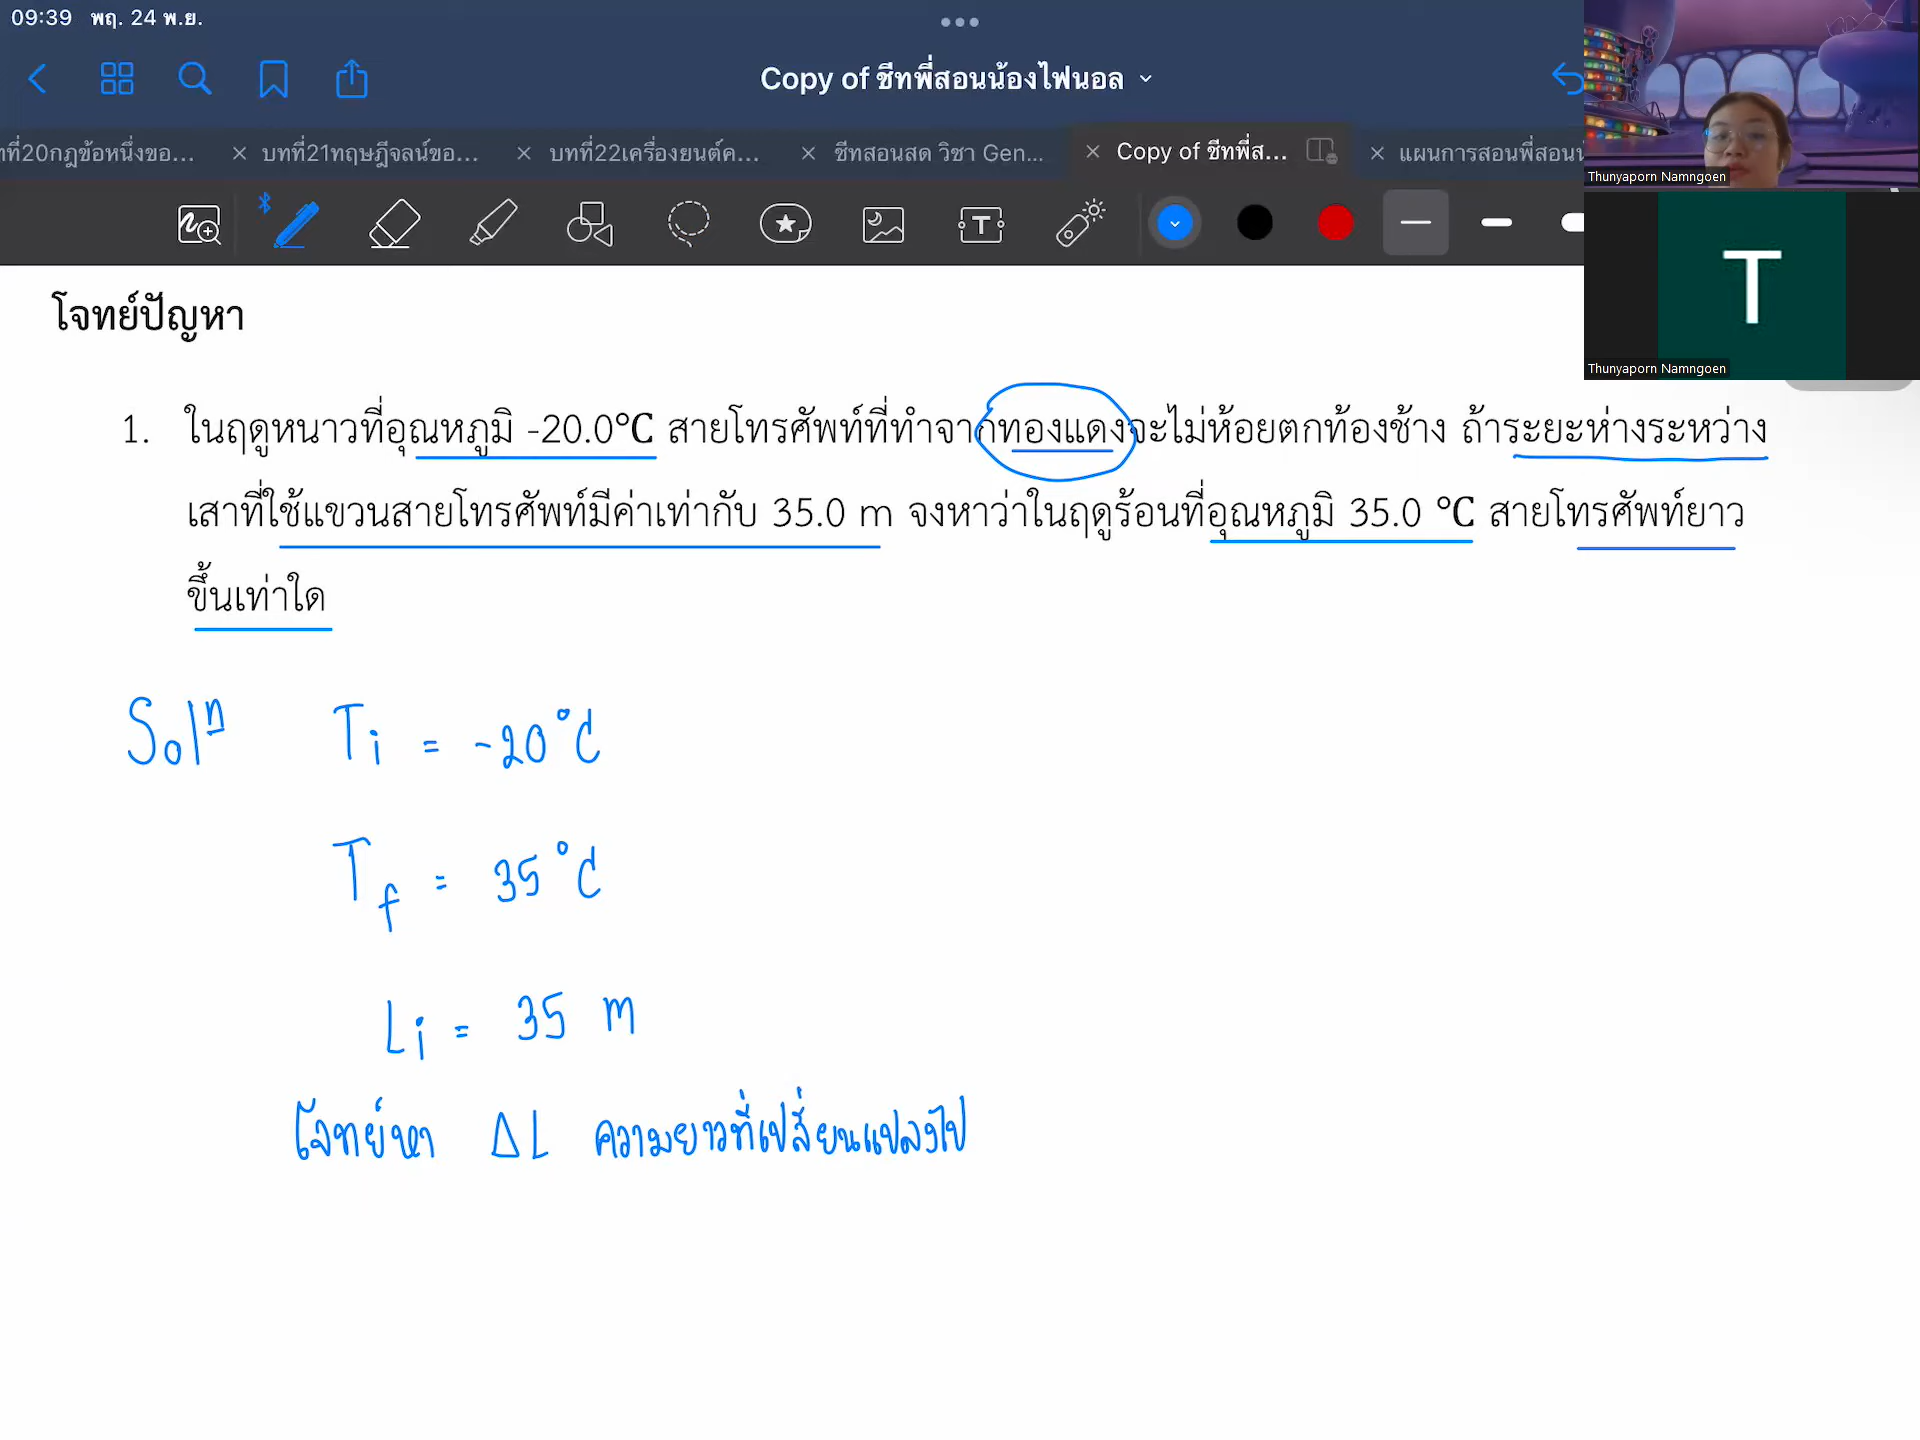 09:39 พฤ. 24 พ.ย.
Copy of ชีทพี่สอนน้องไฟนอล
ที่20กฎข้อหนึ่งขอ... × บทที่21ทฤษฎีจลน์ขอ... × บทที่22เครื่องยนต์ค... × ชีทสอนสด วิชา Gen... × Copy of ชีทพี่ส... × แผนการสอนพี่สอน
Thunyaporn Namngoen
T
Thunyaporn Namngoen
โจทย์ปัญหา
1. ในฤดูหนาวที่อุณหภูมิ -20.0℃ สายโทรศัพท์ที่ทำจากทองแดงจะไม่ห้อยตกท้องช้าง ถ้าระยะห่างระหว่าง
เสาที่ใช้แขวนสายโทรศัพท์มีค่าเท่ากับ 35.0 m จงหาว่าในฤดูร้อนที่อุณหภูมิ 35.0 ℃ สายโทรศัพท์ยาว
ขึ้นเท่าใด
Solⁿ Ti = -20°C
Tf = 35°C
Li = 35 m
โจทย์หา ΔL ความยาวที่เปลี่ยนแปลงไป